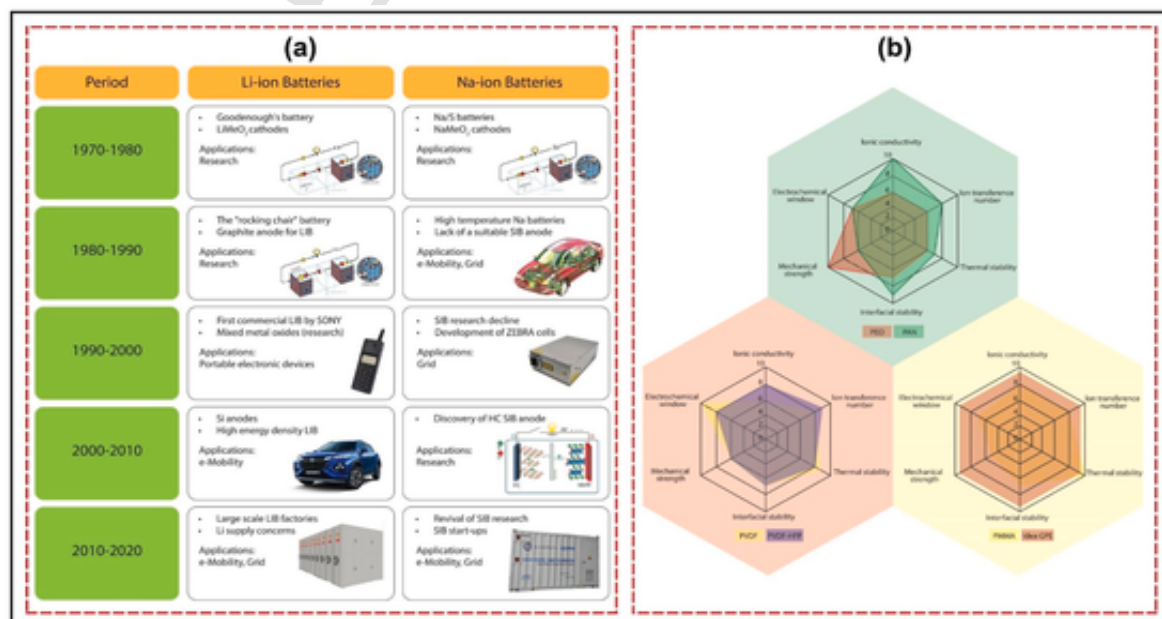 (a)
Period
Li-ion Batteries
Na-ion Batteries
1970-1980
• Goodenough's battery
• LiMeO₂ cathodes
Applications:
Research
• Na/S batteries
• NaMeO₂ cathodes
Applications:
Research
1980-1990
• The "rocking chair" battery
• Graphite anode for LIB
Applications:
Research
• High temperature Na batteries
• Lack of a suitable SIB anode
Applications:
e-Mobility, Grid
1990-2000
• First commercial LIB by SONY
• Mixed metal oxides (research)
Applications:
Portable electronic devices
• SIB research decline
• Development of ZEBRA cells
Applications:
Grid
2000-2010
• Si anodes
• High energy density LIB
Applications:
e-Mobility
• Discovery of HC SIB anode
Applications:
Research
2010-2020
• Large scale LIB factories
• Li supply concerns
Applications:
e-Mobility, Grid
• Revival of SIB research
• SIB start-ups
Applications:
e-Mobility, Grid
(b)
Ionic conductivity
10
Electrochemical
window
Ion transference
number
Mechanical
strength
Thermal stability
Interfacial stability
PEO
PAN
Ionic conductivity
10
Electrochemical
window
Ion transference
number
Mechanical
strength
Thermal stability
Interfacial stability
PVDF
PVDF-HFP
Ionic conductivity
10
Electrochemical
window
Ion transference
number
Mechanical
strength
Thermal stability
Interfacial stability
PMMA
Idea GPE